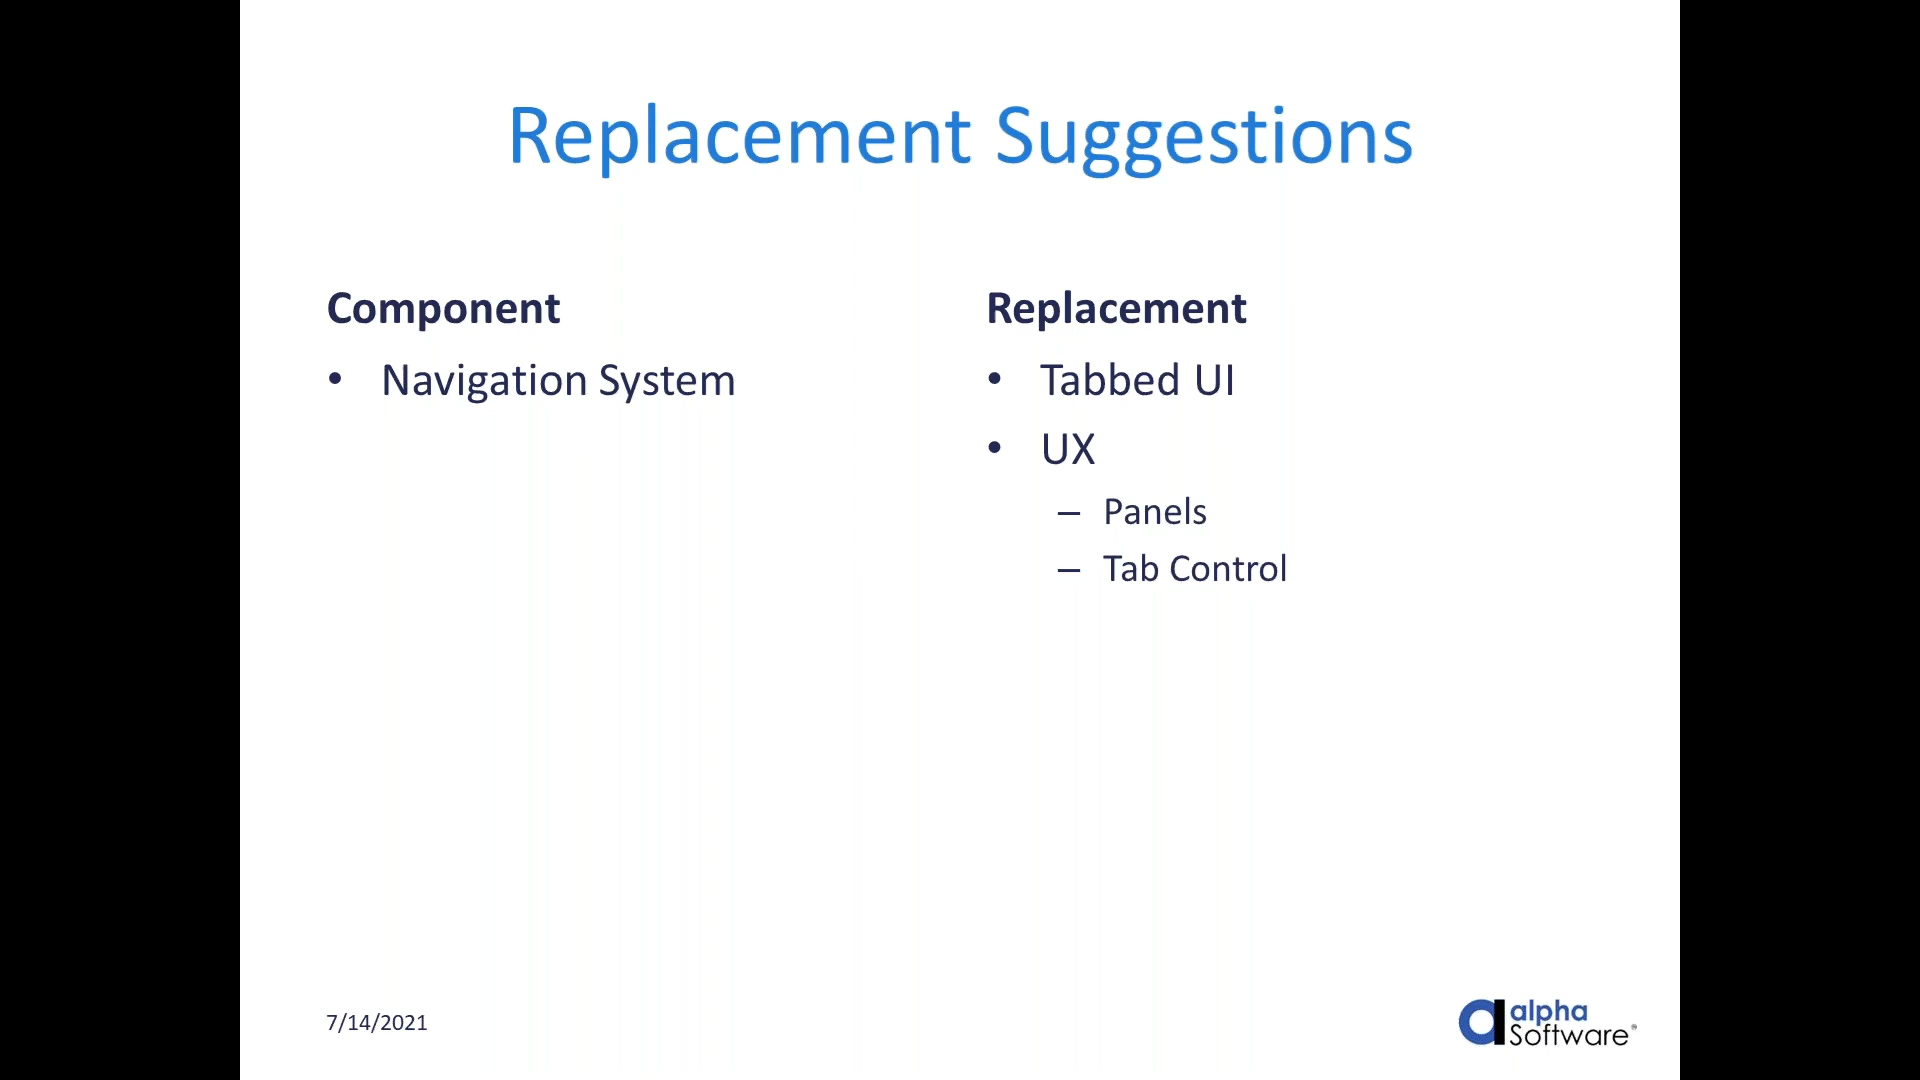 Replacement Suggestions
Component
• Navigation System
Replacement
• Tabbed UI
• UX
– Panels
– Tab Control
7/14/2021
alpha
Software®